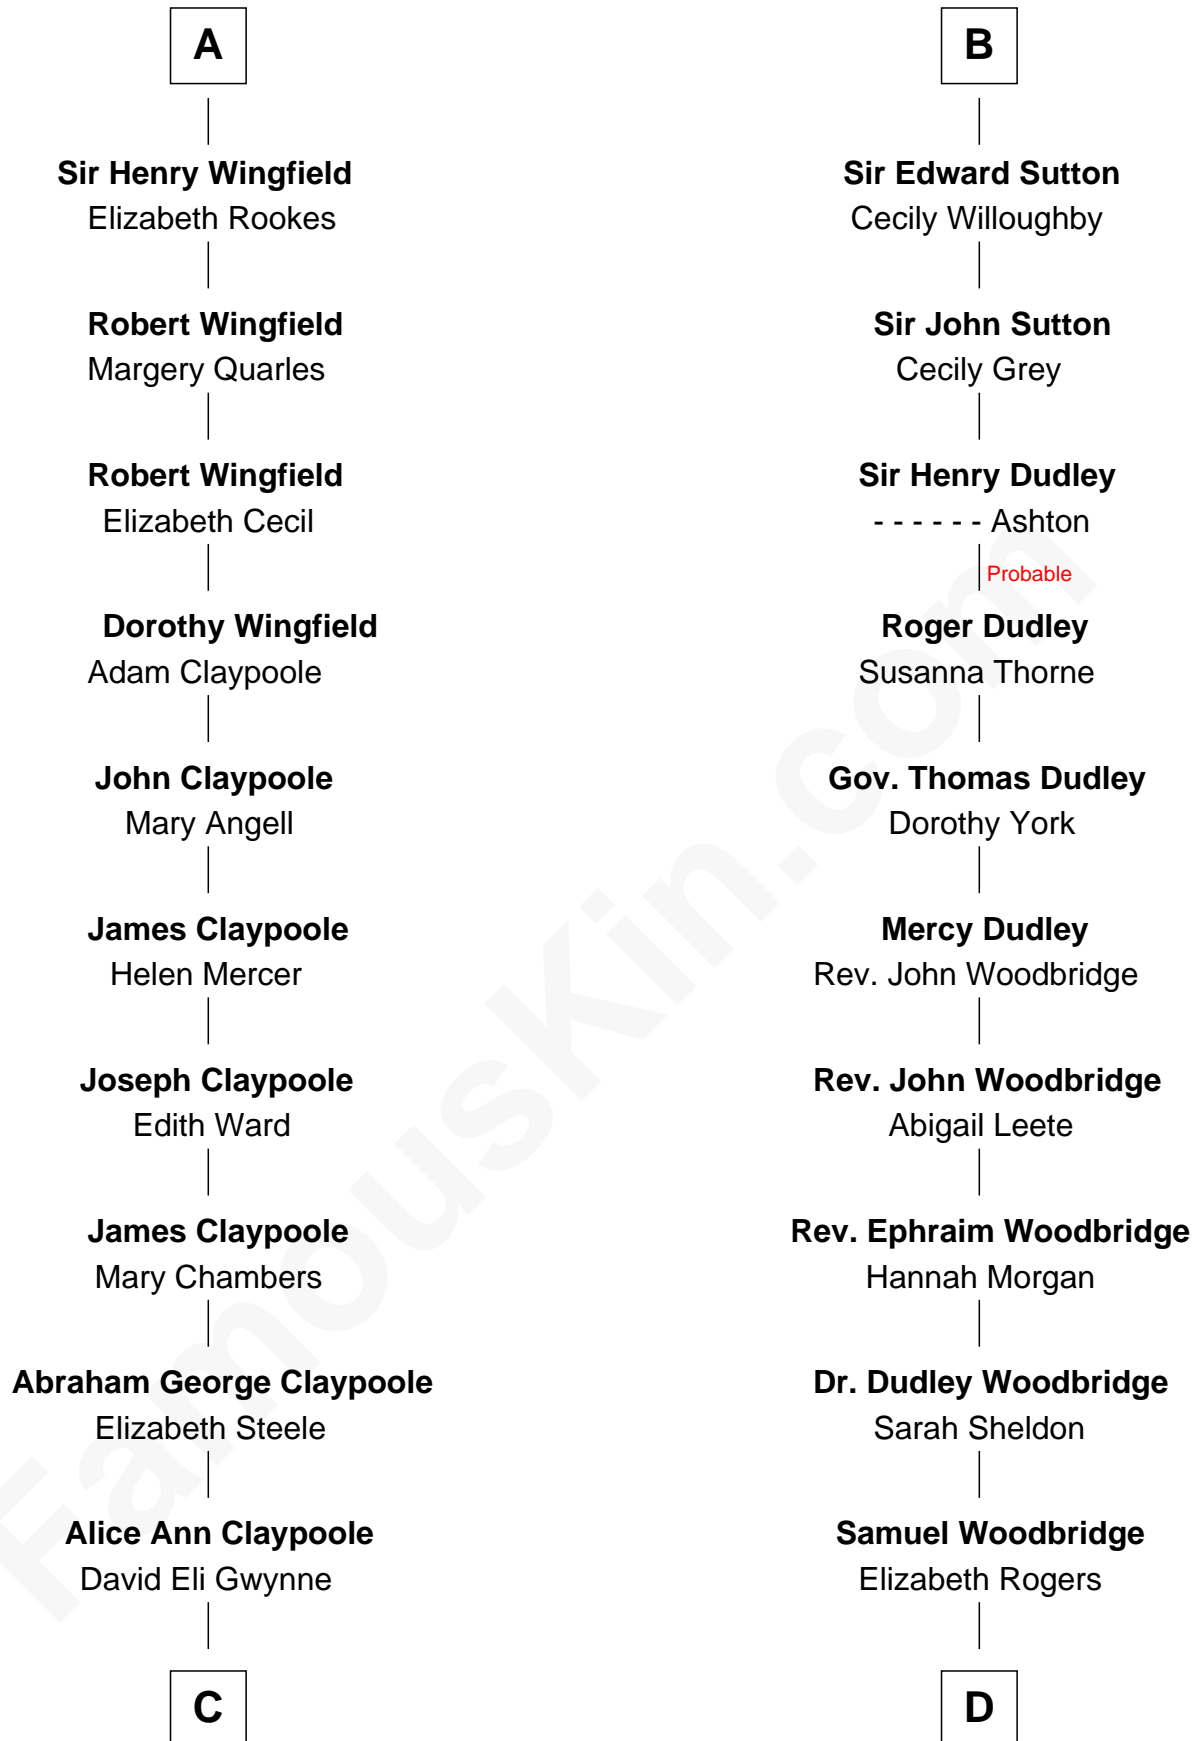 A
Sir Henry Wingfield
Elizabeth Rookes
Robert Wingfield
Margery Quarles
Robert Wingfield
Elizabeth Cecil
Dorothy Wingfield
Adam Claypoole
John Claypoole
Mary Angell
James Claypoole
Helen Mercer
Joseph Claypoole
Edith Ward
James Claypoole
Mary Chambers
Abraham George Claypoole
Elizabeth Steele
Alice Ann Claypoole
David Eli Gwynne
C
B
Sir Edward Sutton
Cecily Willoughby
Sir John Sutton
Cecily Grey
Sir Henry Dudley
- - - - - - Ashton
Probable
Roger Dudley
Susanna Thorne
Gov. Thomas Dudley
Dorothy York
Mercy Dudley
Rev. John Woodbridge
Rev. John Woodbridge
Abigail Leete
Rev. Ephraim Woodbridge
Hannah Morgan
Dr. Dudley Woodbridge
Sarah Sheldon
Samuel Woodbridge
Elizabeth Rogers
D
FamousKin.com